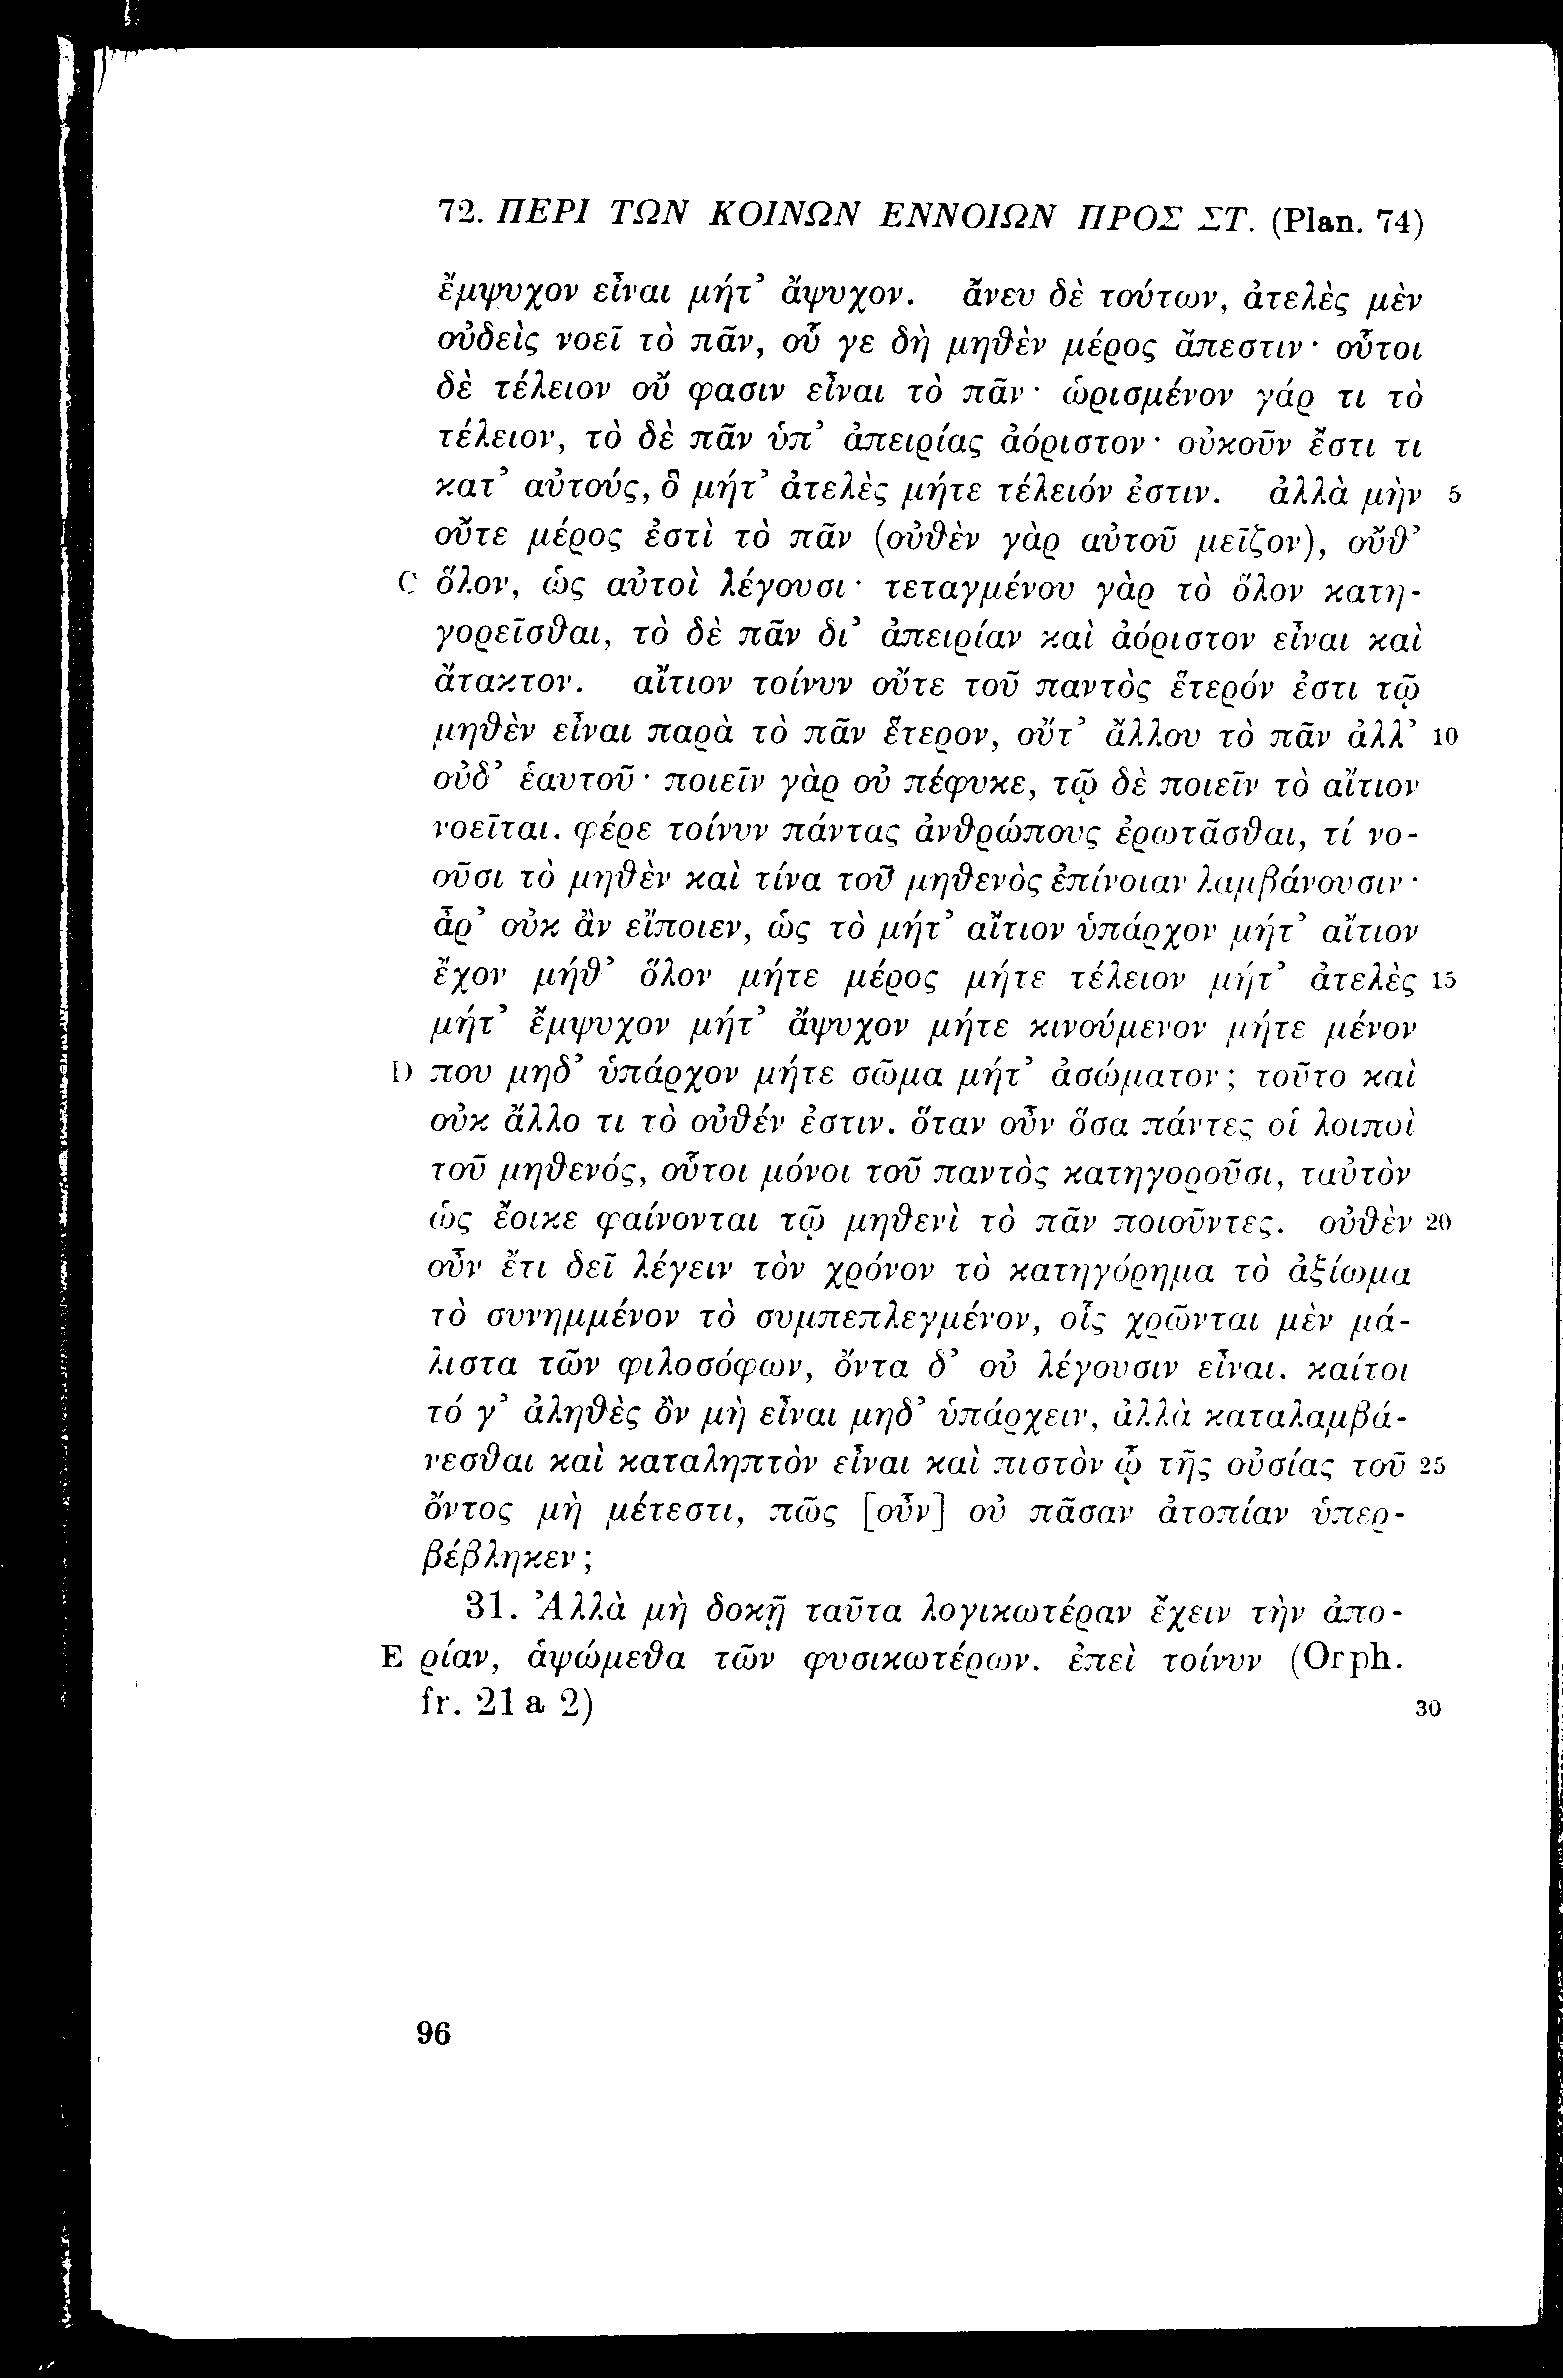 72. ΠΕΡΙ ΤΩΝ ΚΟΙΝΩΝ ΕΝΝΟΙΩΝ ΠΡΟΣ ΣΤ. (Plan. 74)
ἔμψυχον εἶναι μήτ’ ἄψυχον. ἄνευ δὲ τούτων, ἀτελὲς μὲν
οὐδεὶς νοεῖ τὸ πᾶν, οὗ γε δὴ μηθὲν μέρος ἄπεστιν· οὗτοι
δὲ τέλειον οὔ φασιν εἶναι τὸ πᾶν· ὡρισμένον γάρ τι τὸ
τέλειον, τὸ δὲ πᾶν ὑπ’ ἀπειρίας ἀόριστον· οὐκοῦν ἔστι τι
κατ’ αὐτούς, ὃ μήτ’ ἀτελὲς μήτε τέλειόν ἐστιν. ἀλλὰ μὴν 5
οὔτε μέρος ἐστὶ τὸ πᾶν (οὐθὲν γὰρ αὐτοῦ μεῖζον), οὔθ’
C ὅλον, ὡς αὐτοὶ λέγουσι· τεταγμένου γὰρ τὸ ὅλον κατη-
γορεῖσθαι, τὸ δὲ πᾶν δι’ ἀπειρίαν καὶ ἀόριστον εἶναι καὶ
ἄτακτον. αἴτιον τοίνυν οὔτε τοῦ παντὸς ἕτερόν ἐστι τῷ
μηθὲν εἶναι παρὰ τὸ πᾶν ἕτερον, οὔτ’ ἄλλου τὸ πᾶν ἀλλ’ 10
οὐδ’ ἑαυτοῦ· ποιεῖν γὰρ οὐ πέφυκε, τῷ δὲ ποιεῖν τὸ αἴτιον
νοεῖται. φέρε τοίνυν πάντας ἀνθρώπους ἐρωτᾶσθαι, τί νο-
οῦσι τὸ μηθὲν καὶ τίνα τοῦ μηθενὸς ἐπίνοιαν λαμβάνουσιν·
ἆρ’ οὐκ ἂν εἴποιεν, ὡς τὸ μήτ’ αἴτιον ὑπάρχον μήτ’ αἴτιον
ἔχον μήθ’ ὅλον μήτε μέρος μήτε τέλειον μήτ’ ἀτελὲς 15
μήτ’ ἔμψυχον μήτ’ ἄψυχον μήτε κινούμενον μήτε μένον
D που μηδ’ ὑπάρχον μήτε σῶμα μήτ’ ἀσώματον; τοῦτο καὶ
οὐκ ἄλλο τι τὸ οὐθέν ἐστιν. ὅταν οὖν ὅσα πάντες οἱ λοιποὶ
τοῦ μηθενός, οὗτοι μόνοι τοῦ παντὸς κατηγοροῦσι, ταὐτὸν
ὡς ἔοικε φαίνονται τῷ μηθενὶ τὸ πᾶν ποιοῦντες. οὐθὲν 20
οὖν ἔτι δεῖ λέγειν τὸν χρόνον τὸ κατηγόρημα τὸ ἀξίωμα
τὸ συνημμένον τὸ συμπεπλεγμένον, οἷς χρῶνται μὲν μά-
λιστα τῶν φιλοσόφων, ὄντα δ’ οὐ λέγουσιν εἶναι. καίτοι
τό γ’ ἀληθὲς ὂν μὴ εἶναι μηδ’ ὑπάρχειν, ἀλλὰ καταλαμβά-
νεσθαι καὶ καταληπτὸν εἶναι καὶ πιστὸν ᾧ τῆς οὐσίας τοῦ 25
ὄντος μὴ μέτεστι, πῶς [οὖν] οὐ πᾶσαν ἀτοπίαν ὑπερ-
βέβληκεν;
31. Ἀλλὰ μὴ δοκῇ ταῦτα λογικωτέραν ἔχειν τὴν ἀπο-
E ρίαν, ἁψώμεθα τῶν φυσικωτέρων. ἐπεὶ τοίνυν (Orph.
fr. 21 a 2) 30
96